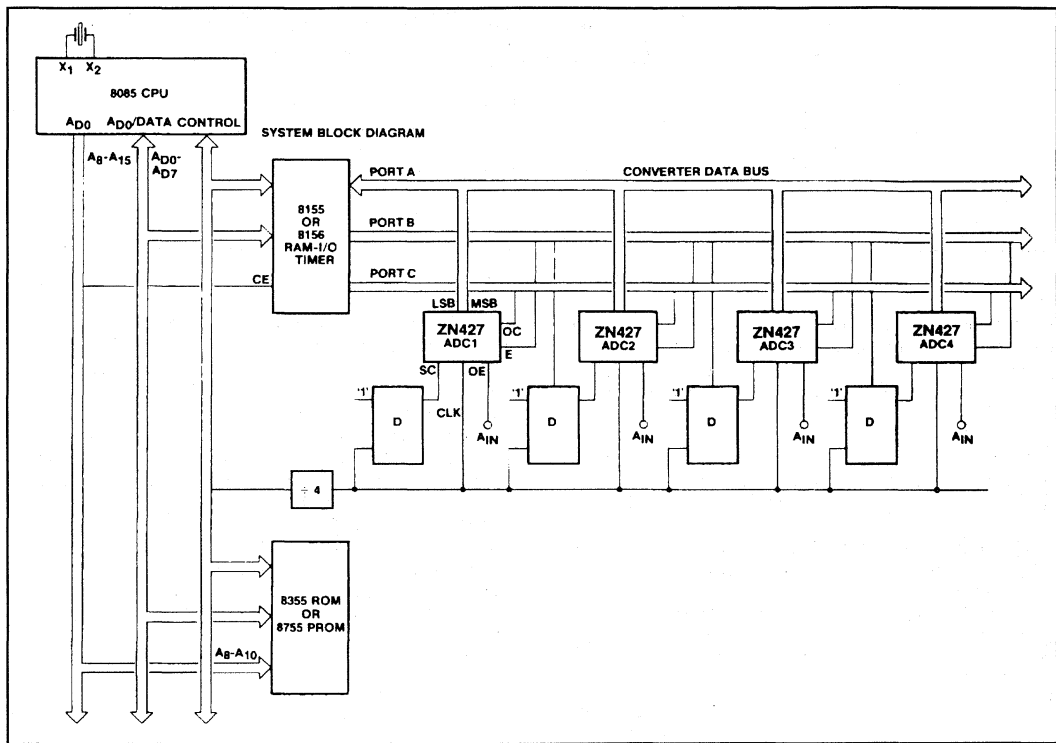 X1 X2
8085 CPU
AD0 AD0/DATA CONTROL
SYSTEM BLOCK DIAGRAM
A8-A15
AD0-
AD7
PORT A
CONVERTER DATA BUS
8155
OR
8156
RAM-I/O
TIMER
PORT B
CE
PORT C
LSB MSB
ZN427
ADC1
OC
E
SC
OE
CLK
ZN427
ADC2
ZN427
ADC3
ZN427
ADC4
'1'
D
AIN
'1'
D
AIN
'1'
D
AIN
'1'
D
AIN
÷ 4
8355 ROM
OR
8755 PROM
A8-A10